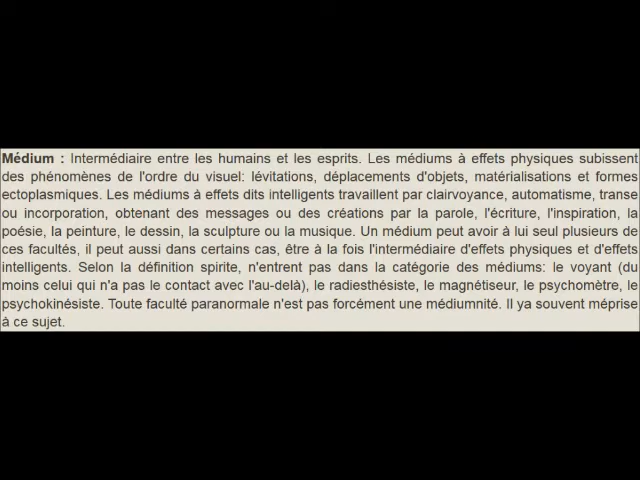 Médium : Intermédiaire entre les humains et les esprits. Les médiums à effets physiques subissent
des phénomènes de l'ordre du visuel: lévitations, déplacements d'objets, matérialisations et formes
ectoplasmiques. Les médiums à effets dits intelligents travaillent par clairvoyance, automatisme, transe
ou incorporation, obtenant des messages ou des créations par la parole, l'écriture, l'inspiration, la
poésie, la peinture, le dessin, la sculpture ou la musique. Un médium peut avoir à lui seul plusieurs de
ces facultés, il peut aussi dans certains cas, être à la fois l'intermédiaire d'effets physiques et d'effets
intelligents. Selon la définition spirite, n'entrent pas dans la catégorie des médiums: le voyant (du
moins celui qui n'a pas le contact avec l'au-delà), le radiesthésiste, le magnétiseur, le psychomètre, le
psychokinésiste. Toute faculté paranormale n'est pas forcément une médiumnité. Il ya souvent méprise
à ce sujet.